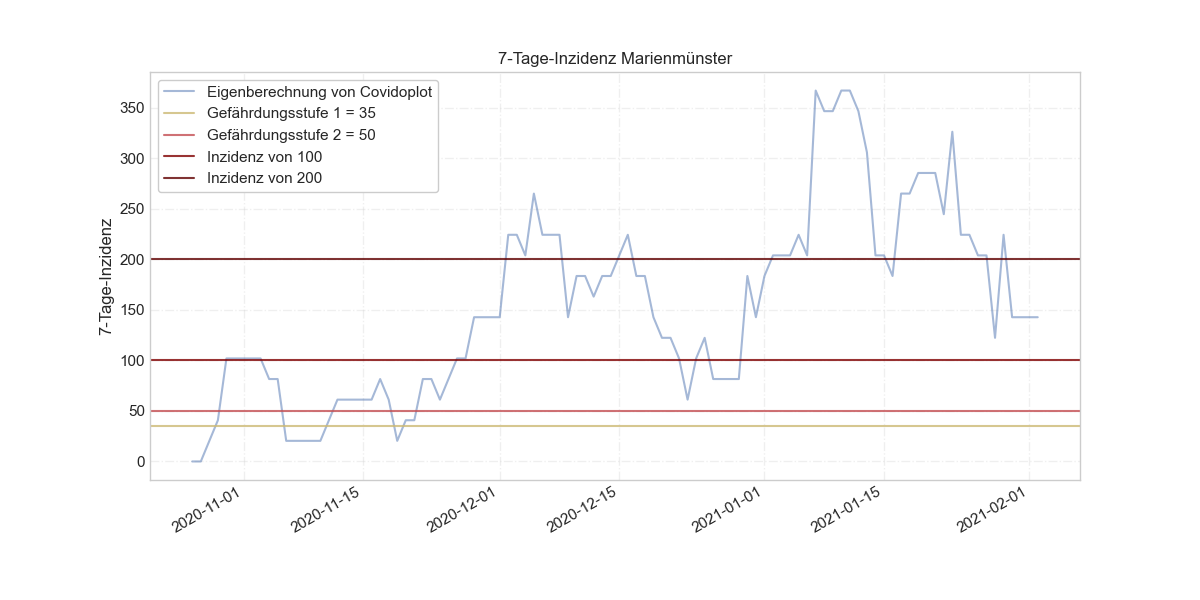 7-Tage-Inzidenz Marienmünster
Eigenberechnung von Covidoplot
Gefährdungsstufe 1 = 35
Gefährdungsstufe 2 = 50
Inzidenz von 100
Inzidenz von 200
7-Tage-Inzidenz
350
300
250
200
150
100
50
0
2020-11-01
2020-11-15
2020-12-01
2020-12-15
2021-01-01
2021-01-15
2021-02-01